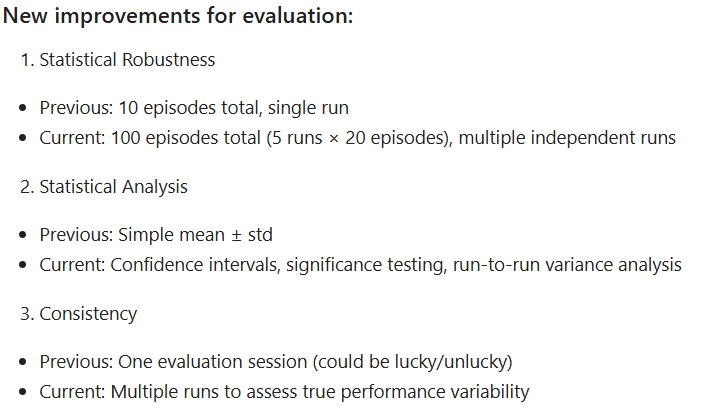 New improvements for evaluation:
1. Statistical Robustness
• Previous: 10 episodes total, single run
• Current: 100 episodes total (5 runs × 20 episodes), multiple independent runs
2. Statistical Analysis
• Previous: Simple mean ± std
• Current: Confidence intervals, significance testing, run-to-run variance analysis
3. Consistency
• Previous: One evaluation session (could be lucky/unlucky)
• Current: Multiple runs to assess true performance variability